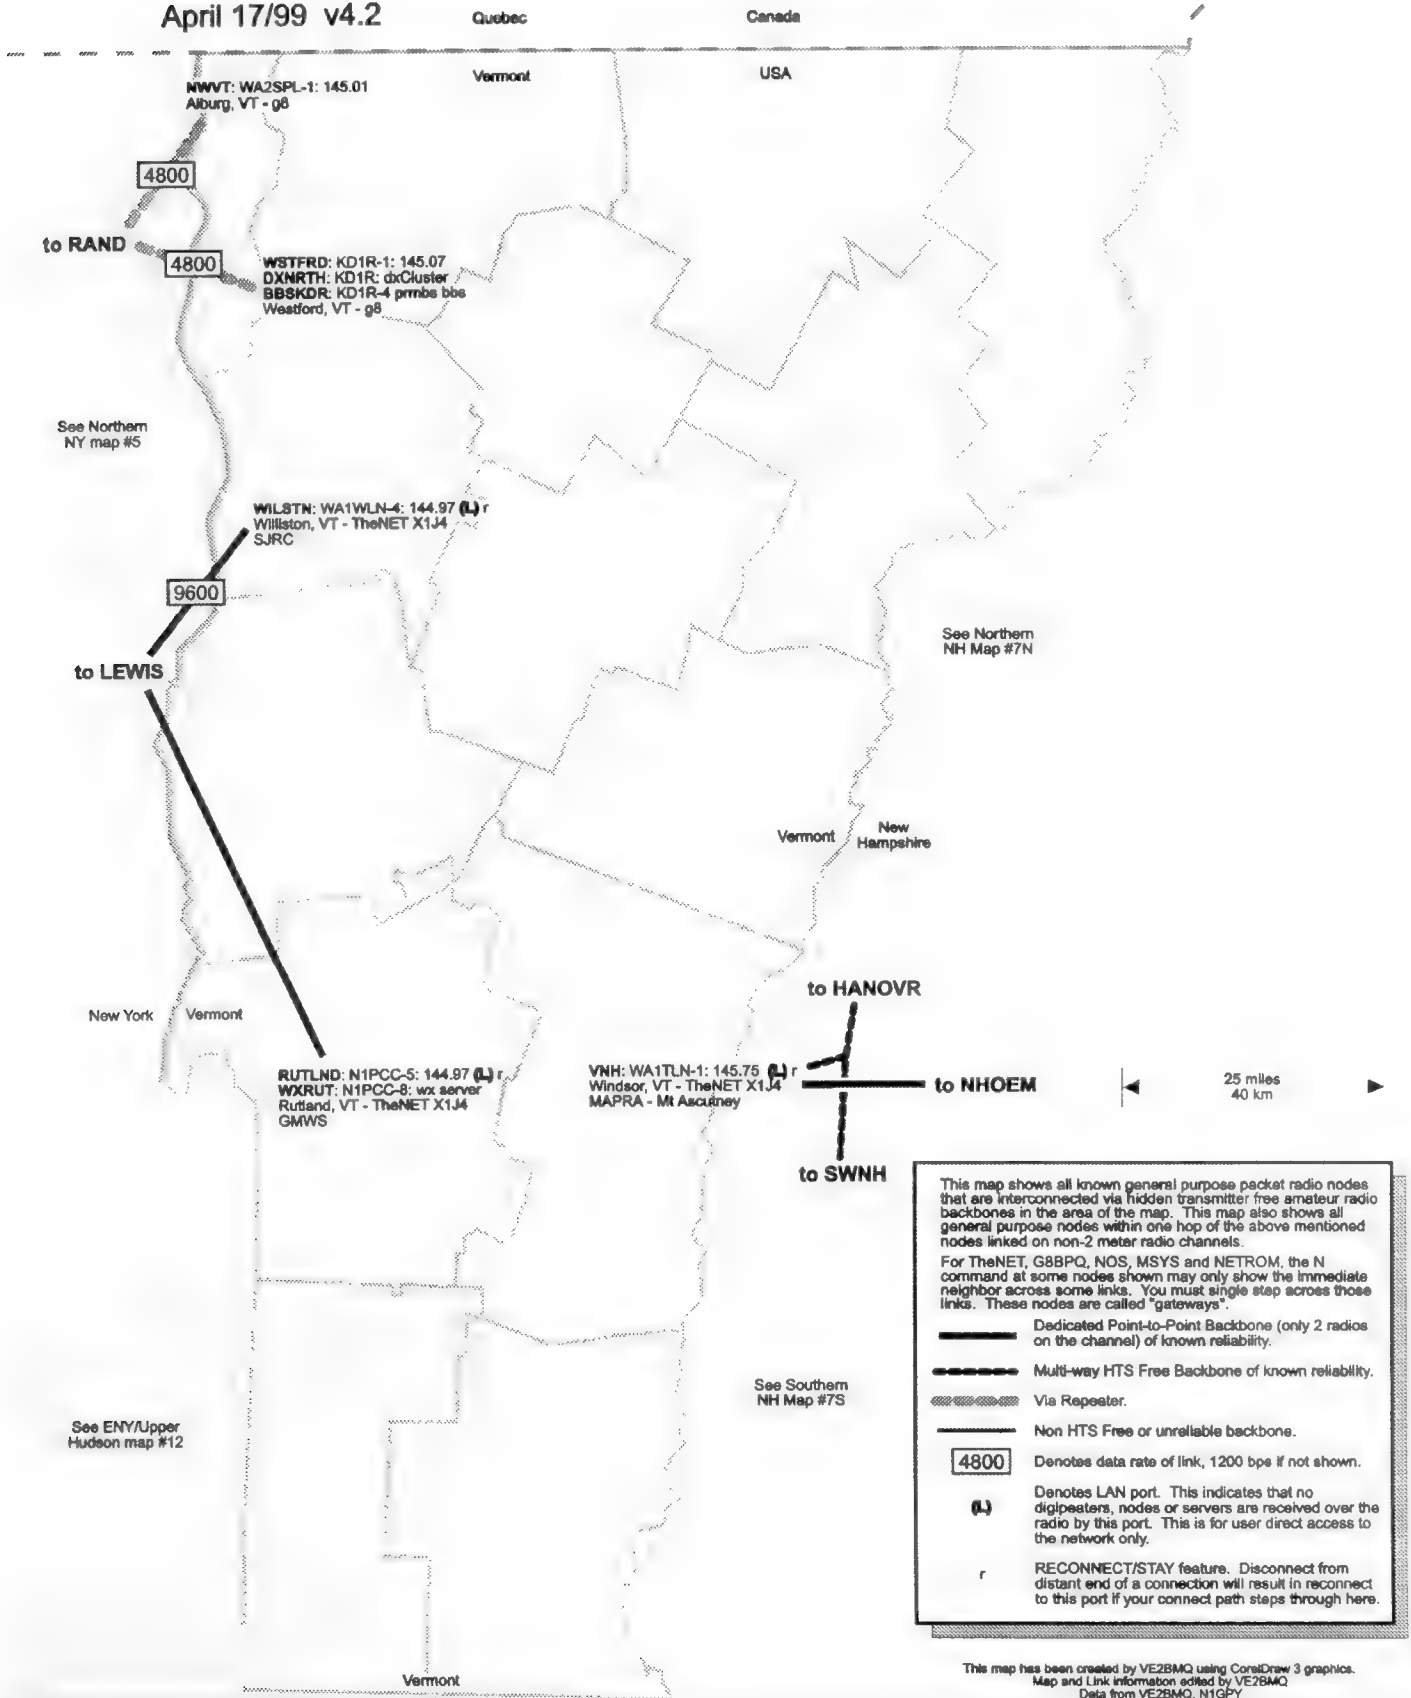 April 17/99 v4.2
Quebec
Canada
Vermont
USA
NWVT: WA2SPL-1: 145.01
Alburg, VT - g8
4800
to RAND
4800
WSTFRD: KD1R-1: 145.07
DXNRTH: KD1R: dxCluster
BBSKDR: KD1R-4 prmbs bbs
Westford, VT - g8
See Northern
NY map #5
WILSTN: WA1WLN-4: 144.97 (L) r
Williston, VT - TheNET X1J4
SJRC
9600
to LEWIS
See Northern
NH Map #7N
Vermont
New
Hampshire
to HANOVR
New York
Vermont
RUTLND: N1PCC-5: 144.97 (L) r
WXRUT: N1PCC-8: wx server
Rutland, VT - TheNET X1J4
GMWS
VNH: WA1TLN-1: 145.75 (L) r
Windsor, VT - TheNET X1J4
MAPRA - Mt Ascutney
to NHOEM
25 miles
40 km
to SWNH
This map shows all known general purpose packet radio nodes
that are interconnected via hidden transmitter free amateur radio
backbones in the area of the map. This map also shows all
general purpose nodes within one hop of the above mentioned
nodes linked on non-2 meter radio channels.
For TheNET, G8BPQ, NOS, MSYS and NETROM, the N
command at some nodes shown may only show the immediate
neighbor across some links. You must single step across those
links. These nodes are called "gateways".
Dedicated Point-to-Point Backbone (only 2 radios
on the channel) of known reliability.
Multi-way HTS Free Backbone of known reliability.
Via Repeater.
Non HTS Free or unreliable backbone.
4800
Denotes data rate of link, 1200 bps if not shown.
(L)
Denotes LAN port. This indicates that no
digipeaters, nodes or servers are received over the
radio by this port. This is for user direct access to
the network only.
r
RECONNECT/STAY feature. Disconnect from
distant end of a connection will result in reconnect
to this port if your connect path steps through here.
See Southern
NH Map #7S
See ENY/Upper
Hudson map #12
Vermont
This map has been created by VE2BMQ using CorelDraw 3 graphics.
Map and Link information edited by VE2BMQ
Data from VE2BMQ, N1GPY